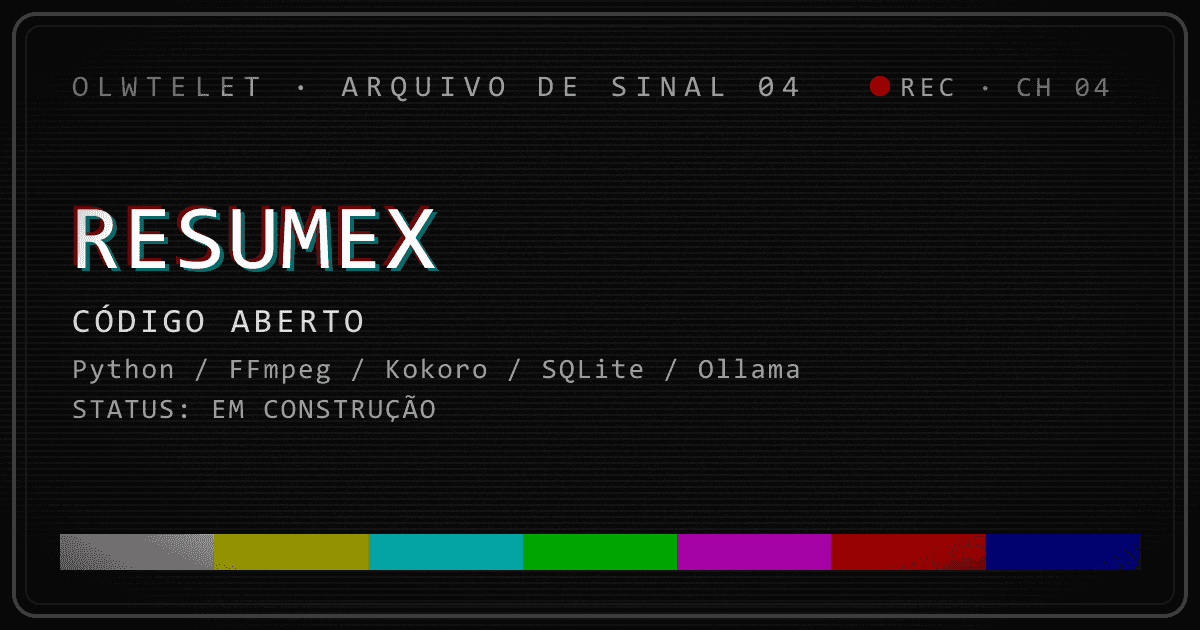 OLWTELET · ARQUIVO DE SINAL 04
REC · CH 04
RESUMEX
CÓDIGO ABERTO
Python / FFmpeg / Kokoro / SQLite / Ollama
STATUS: EM CONSTRUÇÃO